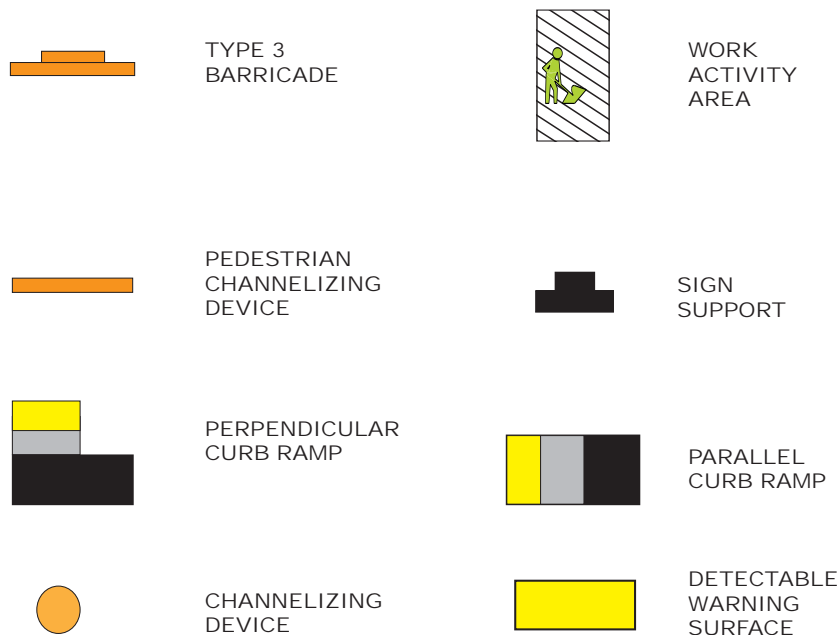 TYPE 3
BARRICADE
WORK
ACTIVITY
AREA
PEDESTRIAN
CHANNELIZING
DEVICE
SIGN
SUPPORT
PERPENDICULAR
CURB RAMP
PARALLEL
CURB RAMP
CHANNELIZING
DEVICE
DETECTABLE
WARNING
SURFACE